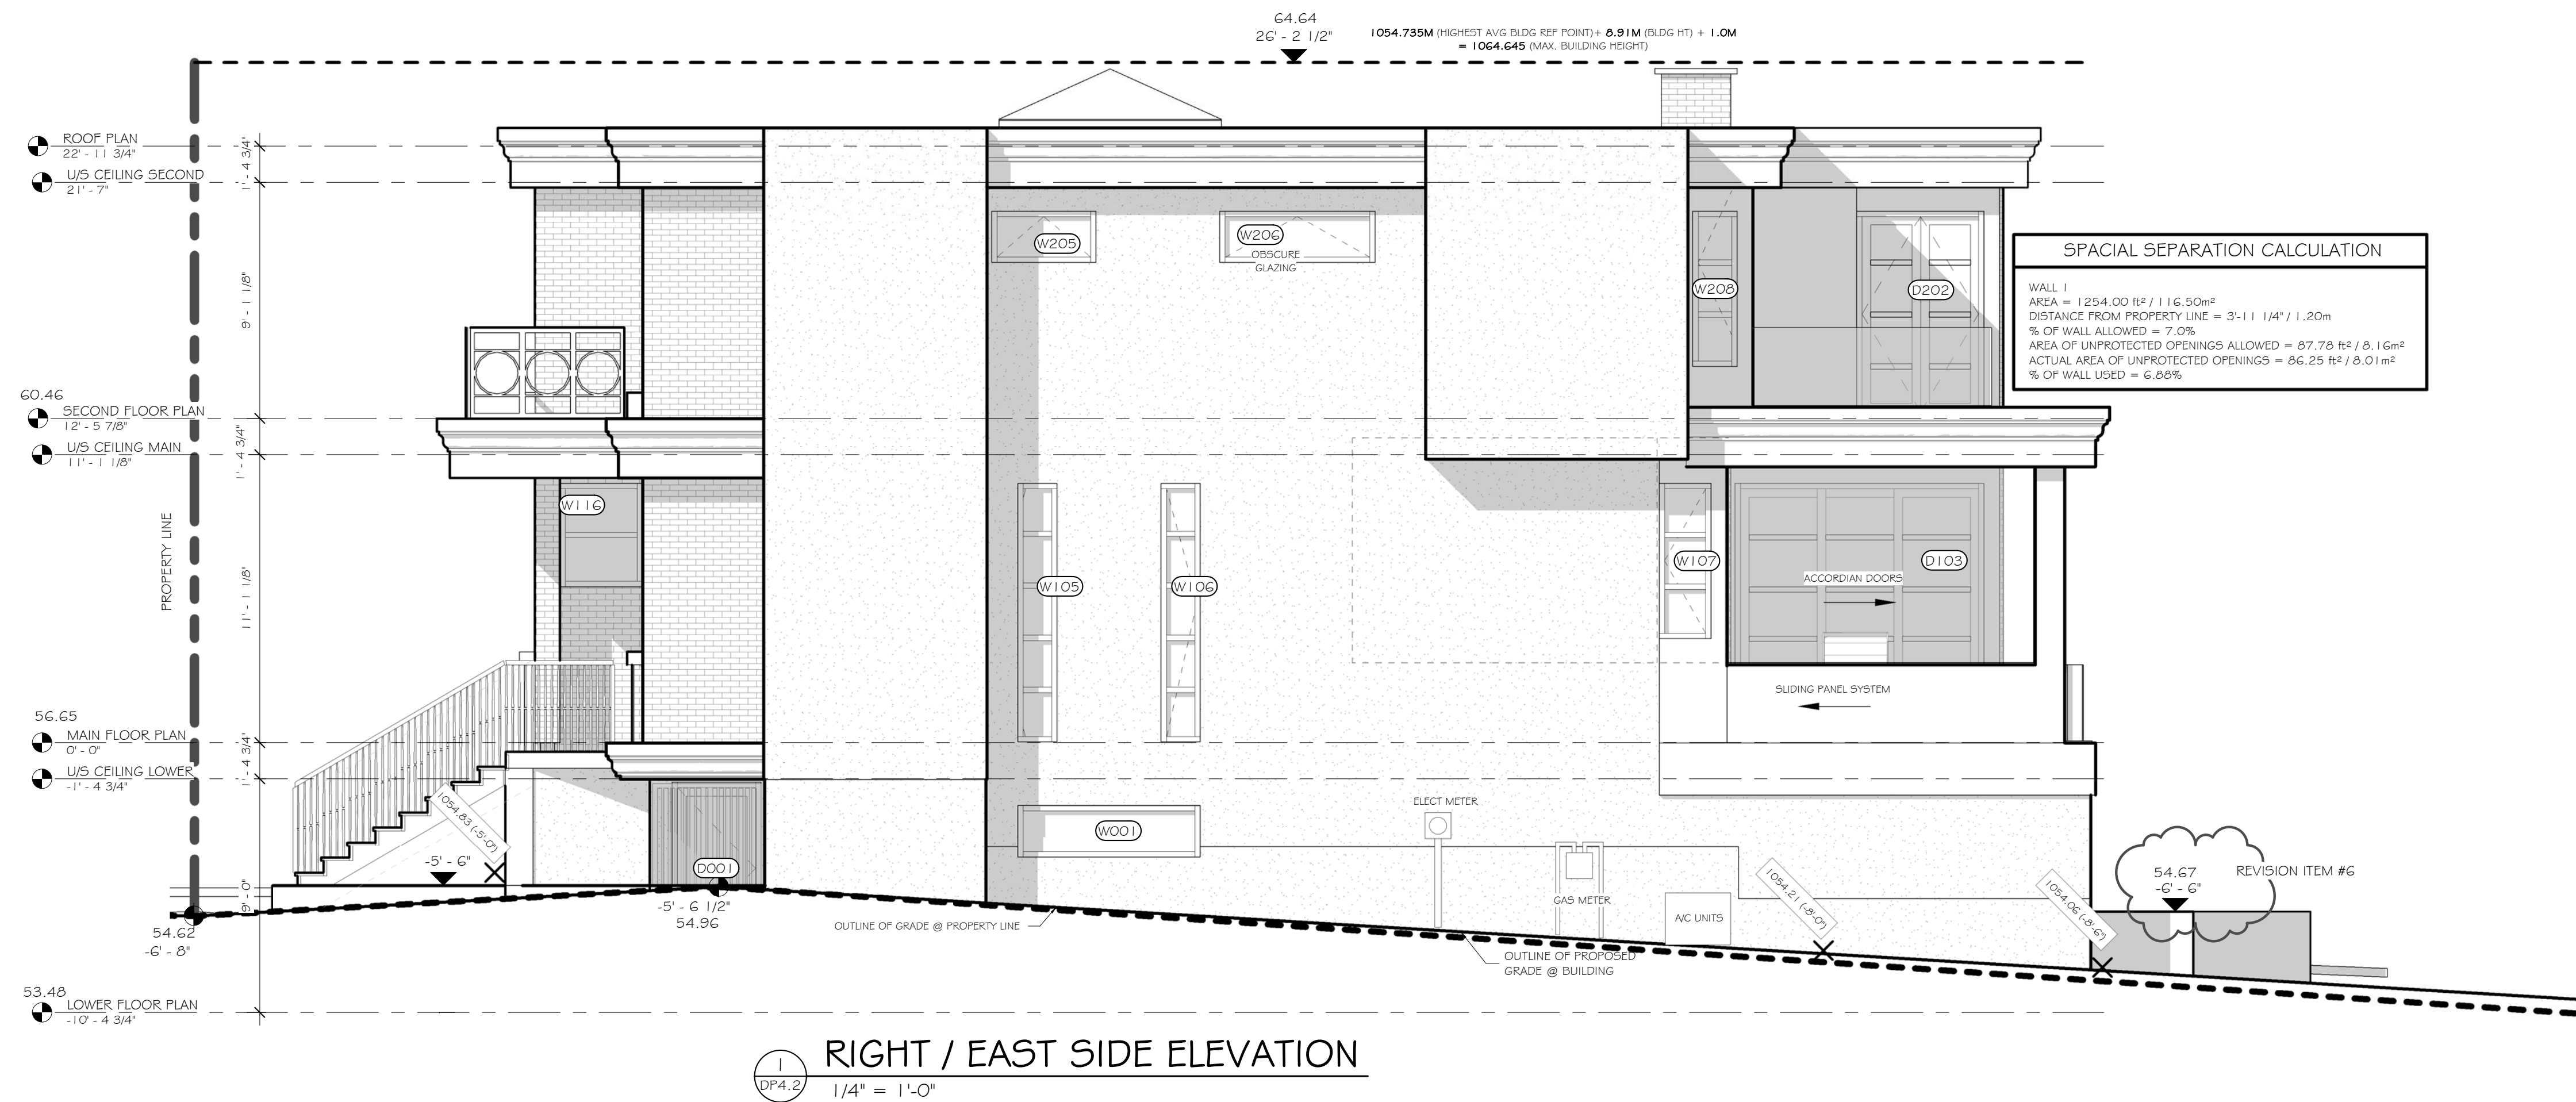 64.64
26' - 2 1/2"
1054.735M (HIGHEST AVG BLDG REF POINT)+ 8.91M (BLDG HT) + 1.0M
= 1064.645 (MAX. BUILDING HEIGHT)
ROOF PLAN
22' - 11 3/4"
U/S CEILING SECOND
21' - 7"
1' - 4 3/4"
9' - 1 1/8"
60.46
SECOND FLOOR PLAN
12' - 5 7/8"
U/S CEILING MAIN
11' - 1 1/8"
1' - 4 3/4"
PROPERTY LINE
11' - 1 1/8"
56.65
MAIN FLOOR PLAN
0' - 0"
U/S CEILING LOWER
-1' - 4 3/4"
1' - 4 3/4"
9' - 0"
54.62
-6' - 8"
53.48
LOWER FLOOR PLAN
-10' - 4 3/4"
W205
W206
OBSCURE
GLAZING
W208
D202
SPACIAL SEPARATION CALCULATION
WALL 1
AREA = 1254.00 ft² / 116.50m²
DISTANCE FROM PROPERTY LINE = 3'-11 1/4" / 1.20m
% OF WALL ALLOWED = 7.0%
AREA OF UNPROTECTED OPENINGS ALLOWED = 87.78 ft² / 8.16m²
ACTUAL AREA OF UNPROTECTED OPENINGS = 86.25 ft² / 8.01m²
% OF WALL USED = 6.88%
W116
W105
W106
W107
D103
ACCORDIAN DOORS
SLIDING PANEL SYSTEM
1054.83 (-5'-0")
-5' - 6"
D001
-5' - 6 1/2"
54.96
W001
ELECT METER
GAS METER
A/C UNITS
1054.21 (-8'-0")
1054.06 (-8'-6")
54.67
-6' - 6"
REVISION ITEM #6
OUTLINE OF GRADE @ PROPERTY LINE
OUTLINE OF PROPOSED
GRADE @ BUILDING
1
DP4.2
RIGHT / EAST SIDE ELEVATION
1/4" = 1'-0"